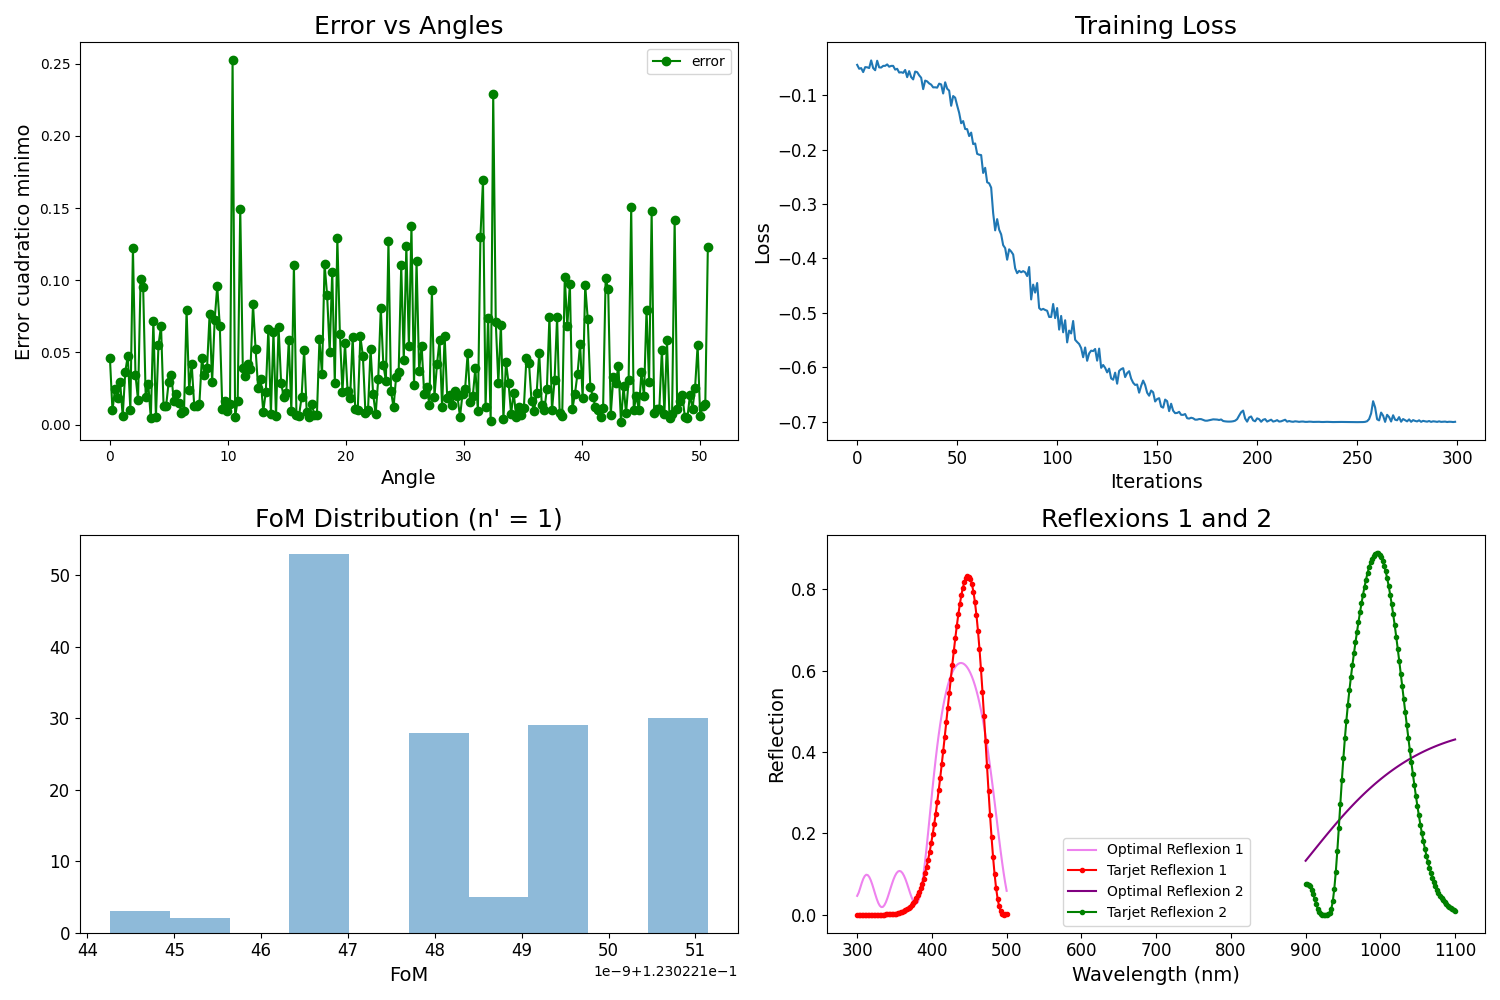 Error vs Angles
error
Error cuadratico minimo
0.25
0.20
0.15
0.10
0.05
0.00
0 10 20 30 40 50
Angle
Training Loss
Loss
−0.1
−0.2
−0.3
−0.4
−0.5
−0.6
−0.7
0 50 100 150 200 250 300
Iterations
FoM Distribution (n' = 1)
50
40
30
20
10
0
44 45 46 47 48 49 50 51
FoM
1e−9+1.230221e−1
Reflexions 1 and 2
Reflection
0.8
0.6
0.4
0.2
0.0
Optimal Reflexion 1
Tarjet Reflexion 1
Optimal Reflexion 2
Tarjet Reflexion 2
300 400 500 600 700 800 900 1000 1100
Wavelength (nm)